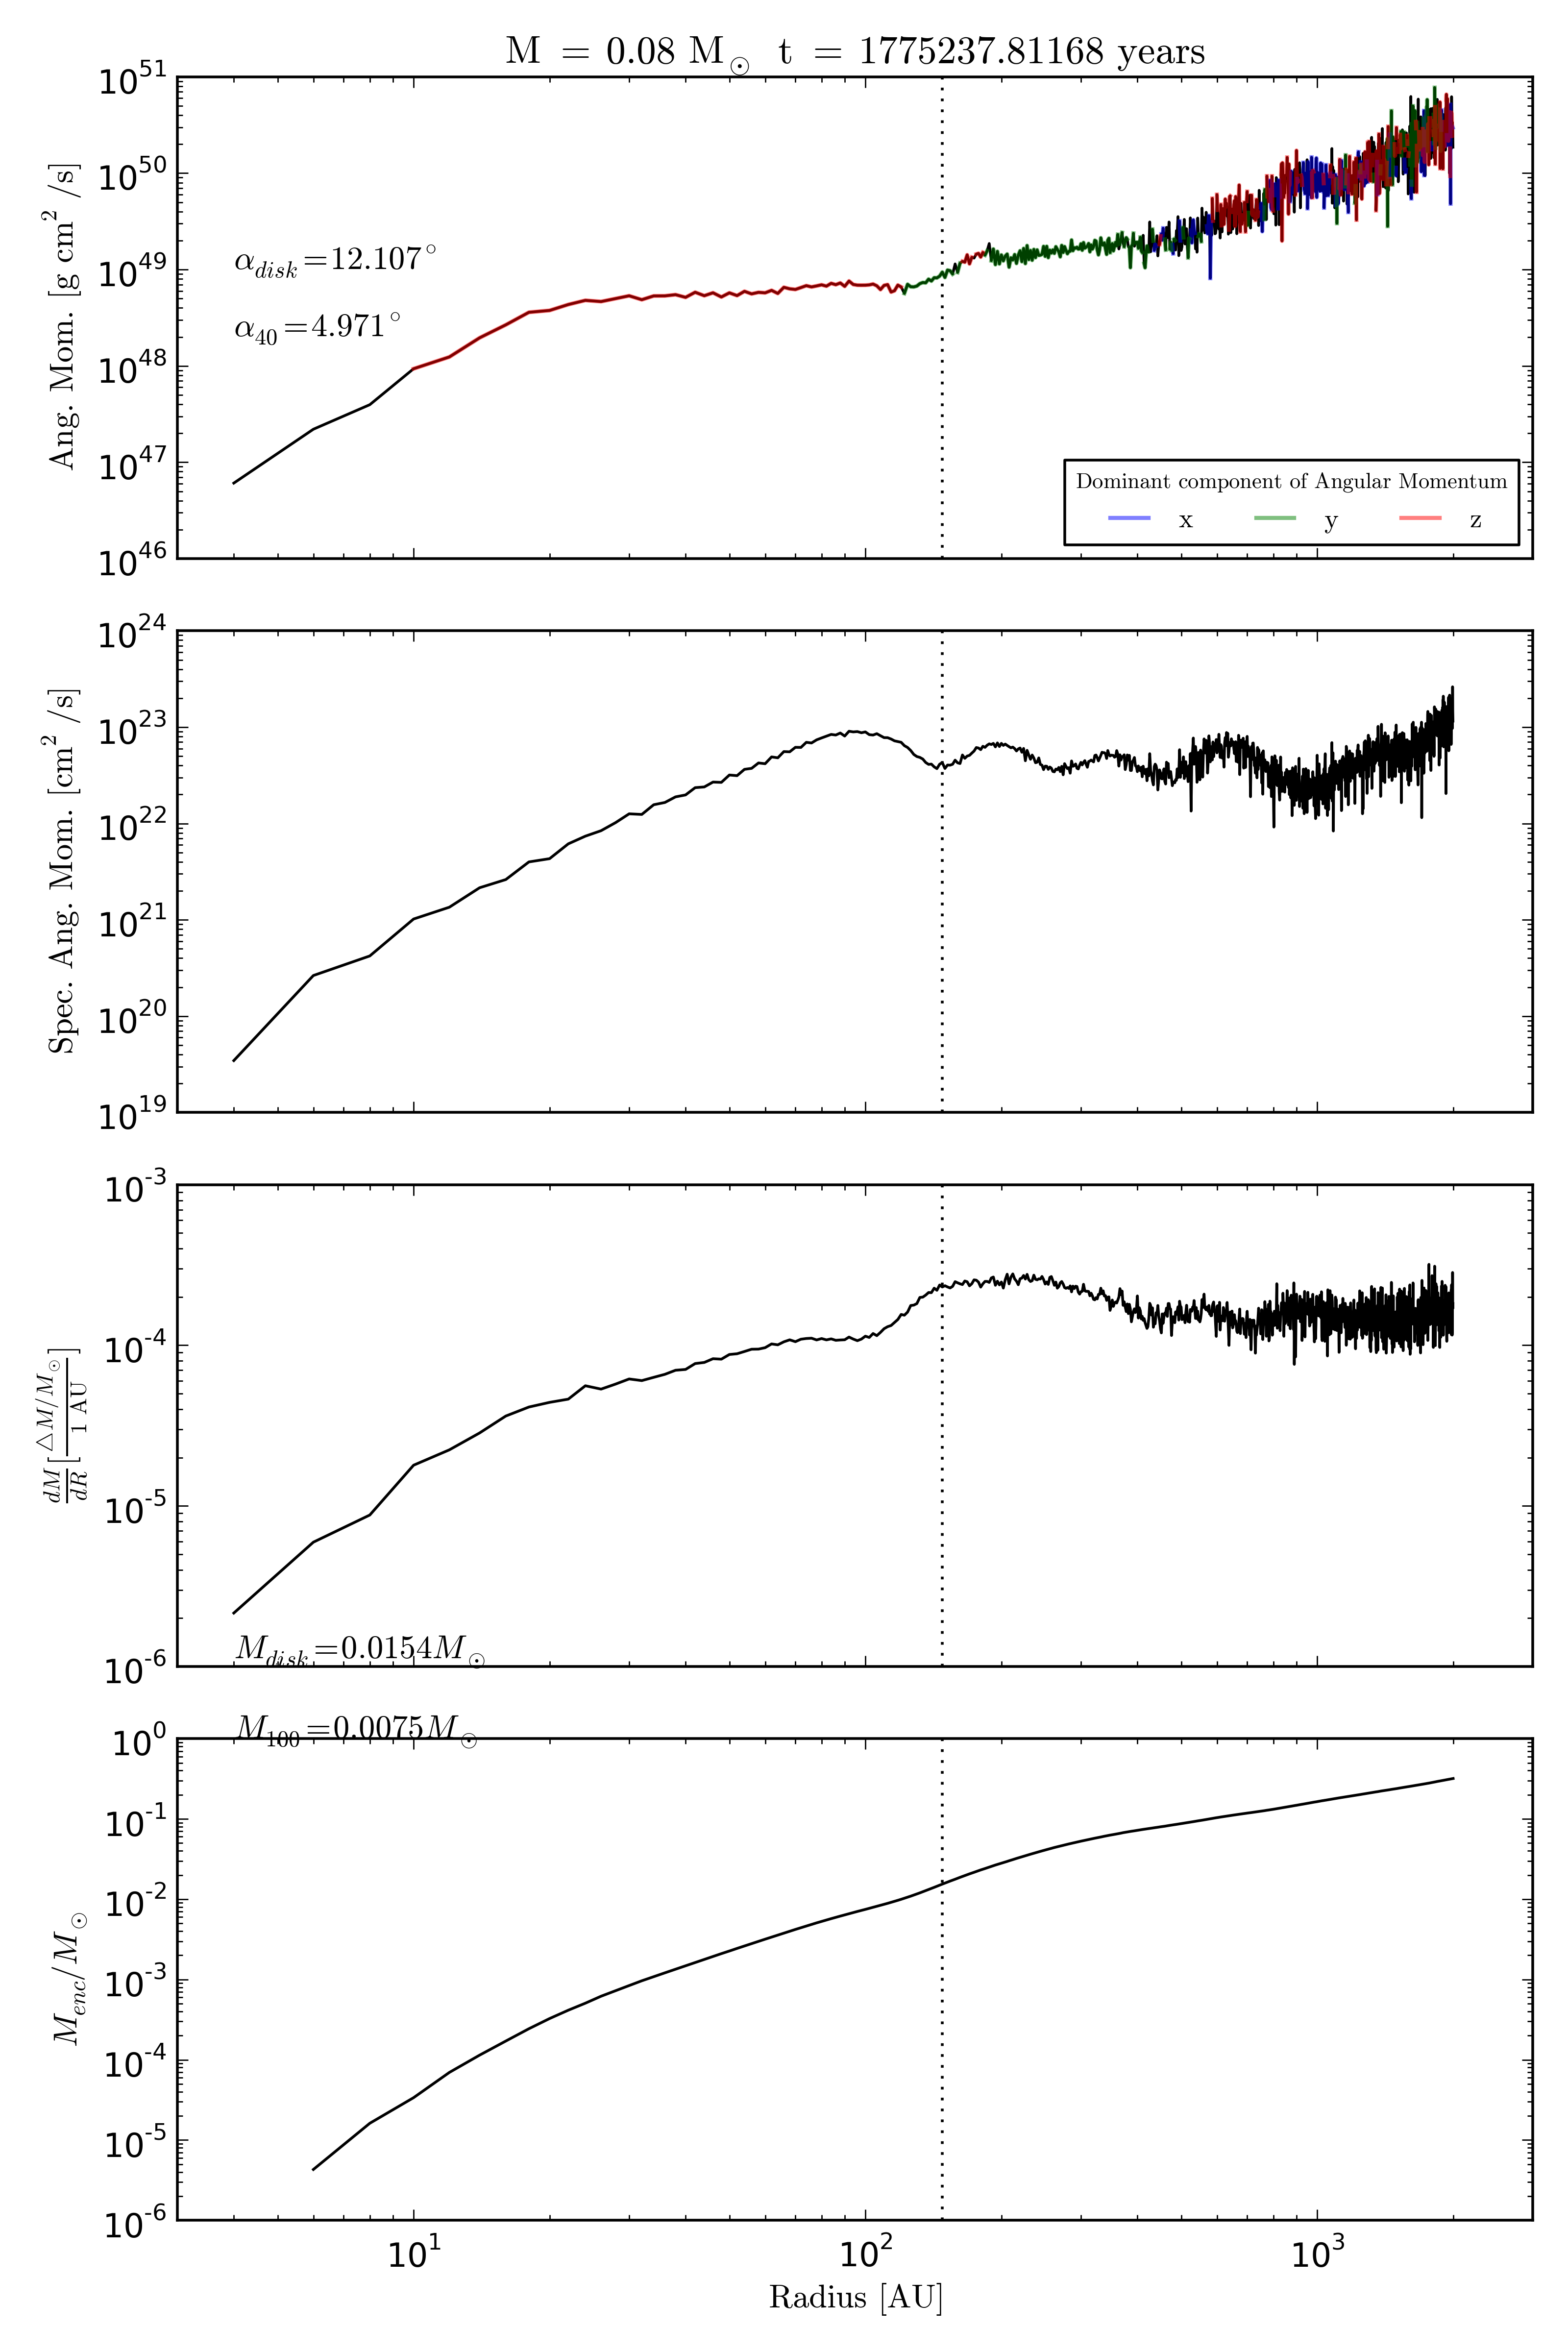 M = 0.08 M⊙ t = 1775237.81168 years
10^51
10^50
10^49
10^48
10^47
10^46
Ang. Mom. [g cm^2 /s]
α_disk=12.107°
α_40=4.971°
Dominant component of Angular Momentum
x y z
10^24
10^23
10^22
10^21
10^20
10^19
Spec. Ang. Mom. [cm^2 /s]
10^-3
10^-4
10^-5
10^-6
dM/dR [△M/M⊙ / 1 AU]
M_disk=0.0154M⊙
M_100=0.0075M⊙
10^0
10^-1
10^-2
10^-3
10^-4
10^-5
10^-6
M_enc/M⊙
10^1 10^2 10^3
Radius [AU]